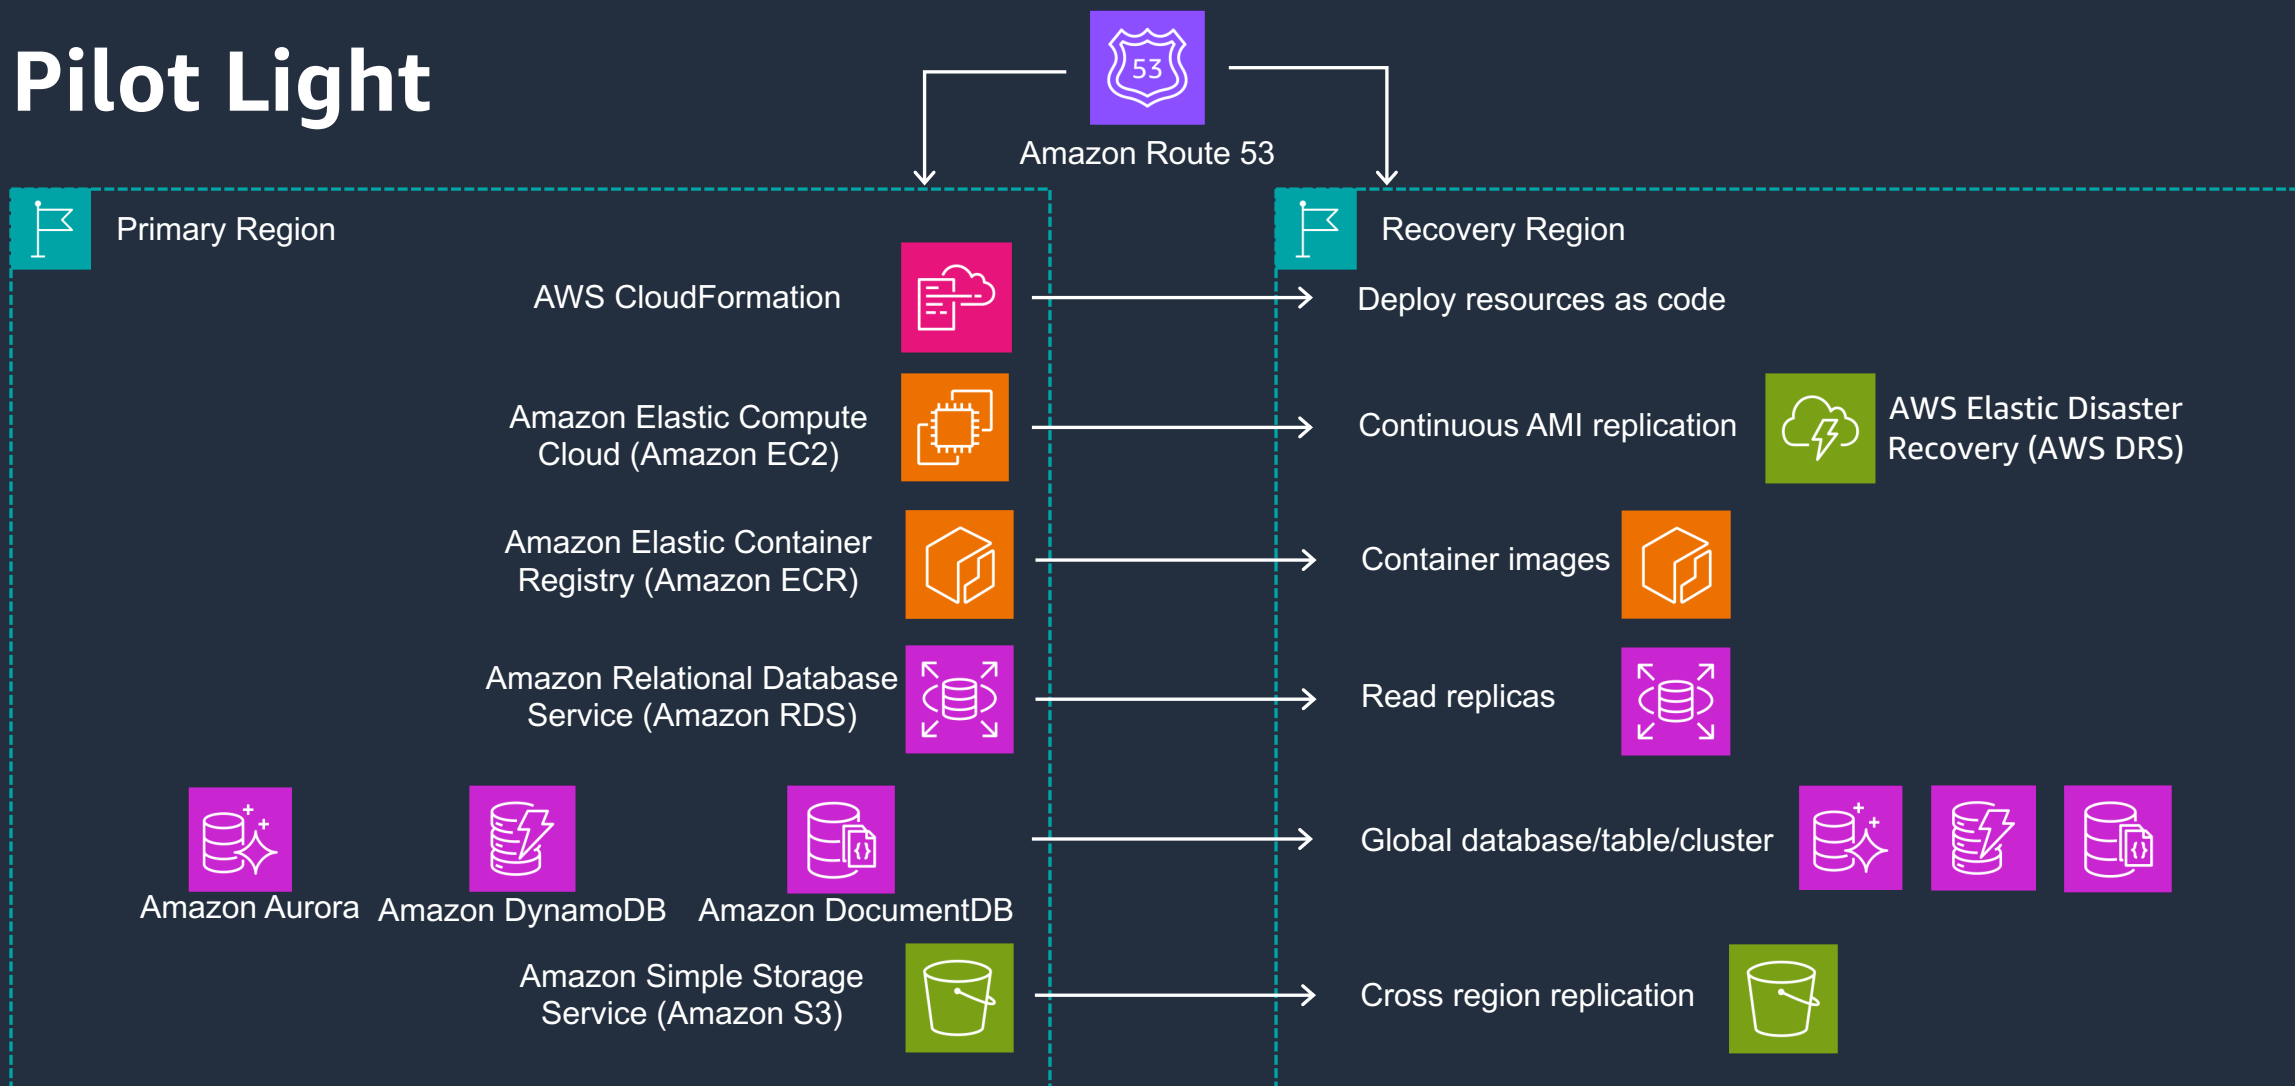 Pilot Light
53
Amazon Route 53
Primary Region
Recovery Region
AWS CloudFormation
Deploy resources as code
Amazon Elastic Compute
Cloud (Amazon EC2)
Continuous AMI replication
AWS Elastic Disaster
Recovery (AWS DRS)
Amazon Elastic Container
Registry (Amazon ECR)
Container images
Amazon Relational Database
Service (Amazon RDS)
Read replicas
Amazon Aurora
Amazon DynamoDB
Amazon DocumentDB
Global database/table/cluster
Amazon Simple Storage
Service (Amazon S3)
Cross region replication